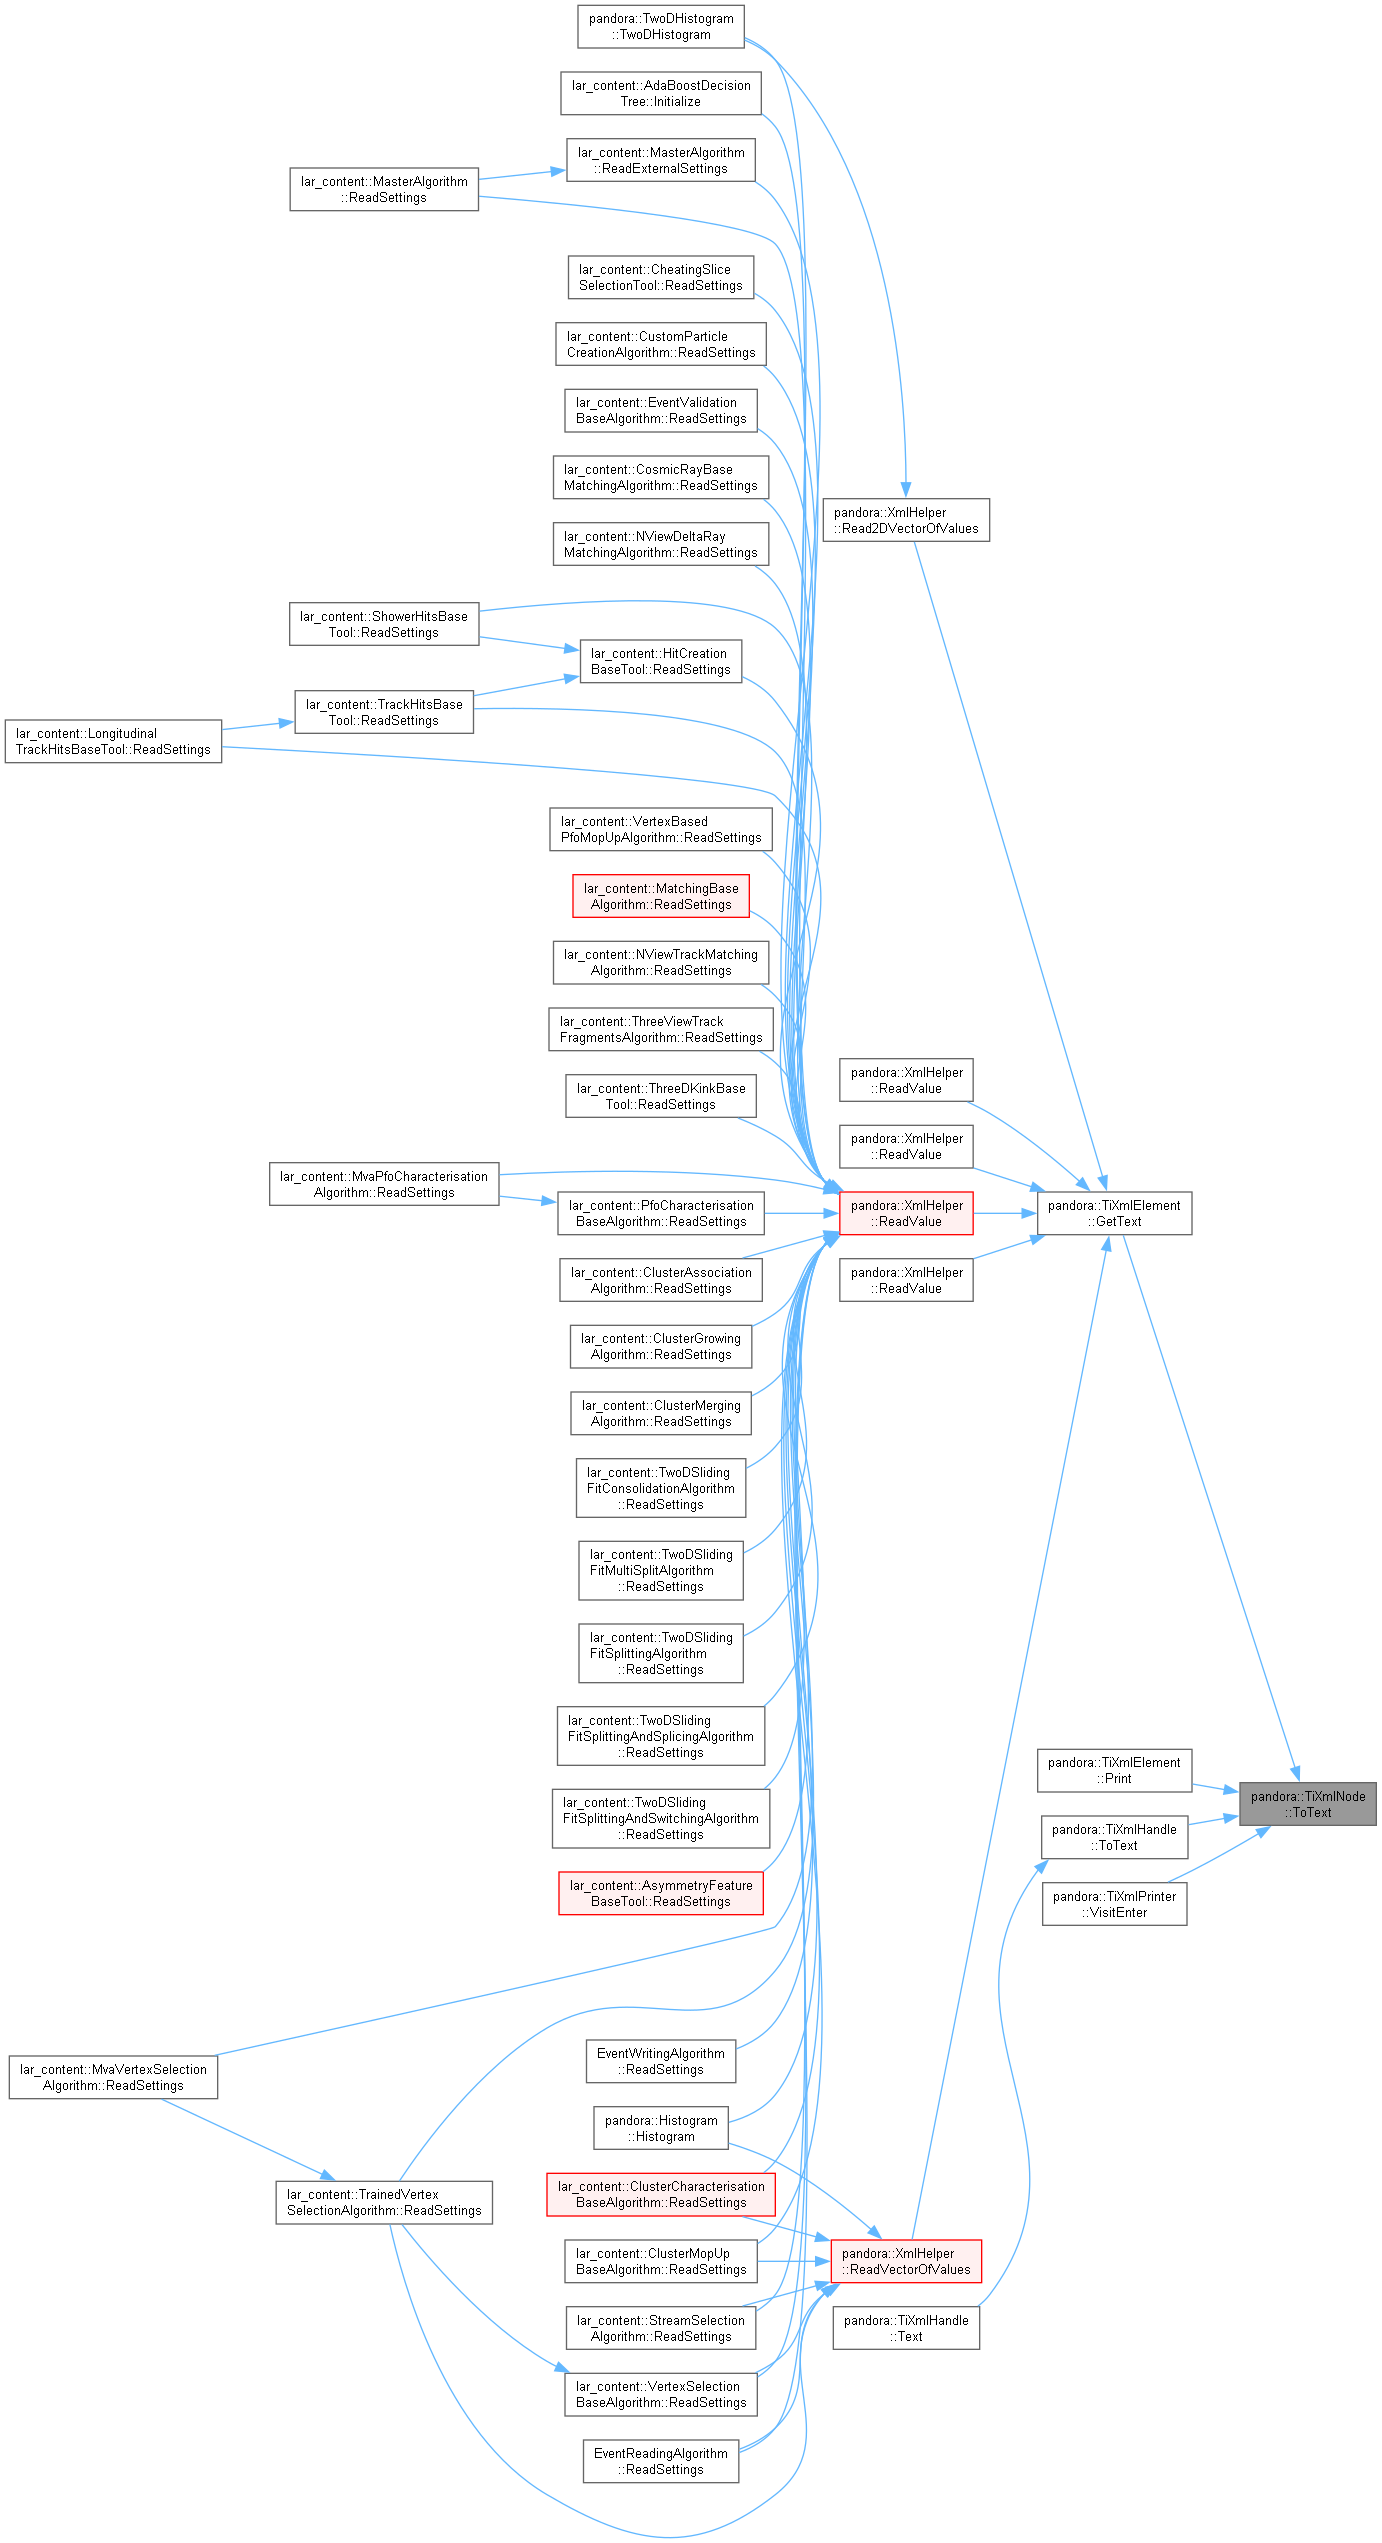 pandora::TwoDHistogram
::TwoDHistogram
lar_content::AdaBoostDecision
Tree::Initialize
lar_content::MasterAlgorithm
::ReadExternalSettings
lar_content::MasterAlgorithm
::ReadSettings
lar_content::CheatingSlice
SelectionTool::ReadSettings
lar_content::CustomParticle
CreationAlgorithm::ReadSettings
lar_content::EventValidation
BaseAlgorithm::ReadSettings
lar_content::CosmicRayBase
MatchingAlgorithm::ReadSettings
pandora::XmlHelper
::Read2DVectorOfValues
lar_content::NViewDeltaRay
MatchingAlgorithm::ReadSettings
lar_content::ShowerHitsBase
Tool::ReadSettings
lar_content::HitCreation
BaseTool::ReadSettings
lar_content::TrackHitsBase
Tool::ReadSettings
lar_content::Longitudinal
TrackHitsBaseTool::ReadSettings
lar_content::VertexBased
PfoMopUpAlgorithm::ReadSettings
lar_content::MatchingBase
Algorithm::ReadSettings
lar_content::NViewTrackMatching
Algorithm::ReadSettings
lar_content::ThreeViewTrack
FragmentsAlgorithm::ReadSettings
pandora::XmlHelper
::ReadValue
lar_content::ThreeDKinkBase
Tool::ReadSettings
pandora::XmlHelper
::ReadValue
lar_content::MvaPfoCharacterisation
Algorithm::ReadSettings
lar_content::PfoCharacterisation
BaseAlgorithm::ReadSettings
pandora::XmlHelper
::ReadValue
pandora::TiXmlElement
::GetText
lar_content::ClusterAssociation
Algorithm::ReadSettings
pandora::XmlHelper
::ReadValue
lar_content::ClusterGrowing
Algorithm::ReadSettings
lar_content::ClusterMerging
Algorithm::ReadSettings
lar_content::TwoDSliding
FitConsolidationAlgorithm
::ReadSettings
lar_content::TwoDSliding
FitMultiSplitAlgorithm
::ReadSettings
lar_content::TwoDSliding
FitSplittingAlgorithm
::ReadSettings
lar_content::TwoDSliding
FitSplittingAndSplicingAlgorithm
::ReadSettings
pandora::TiXmlElement
::Print
pandora::TiXmlNode
::ToText
lar_content::TwoDSliding
FitSplittingAndSwitchingAlgorithm
::ReadSettings
pandora::TiXmlHandle
::ToText
lar_content::AsymmetryFeature
BaseTool::ReadSettings
pandora::TiXmlPrinter
::VisitEnter
EventWritingAlgorithm
::ReadSettings
lar_content::MvaVertexSelection
Algorithm::ReadSettings
pandora::Histogram
::Histogram
lar_content::ClusterCharacterisation
BaseAlgorithm::ReadSettings
lar_content::TrainedVertex
SelectionAlgorithm::ReadSettings
lar_content::ClusterMopUp
BaseAlgorithm::ReadSettings
pandora::XmlHelper
::ReadVectorOfValues
lar_content::StreamSelection
Algorithm::ReadSettings
pandora::TiXmlHandle
::Text
lar_content::VertexSelection
BaseAlgorithm::ReadSettings
EventReadingAlgorithm
::ReadSettings